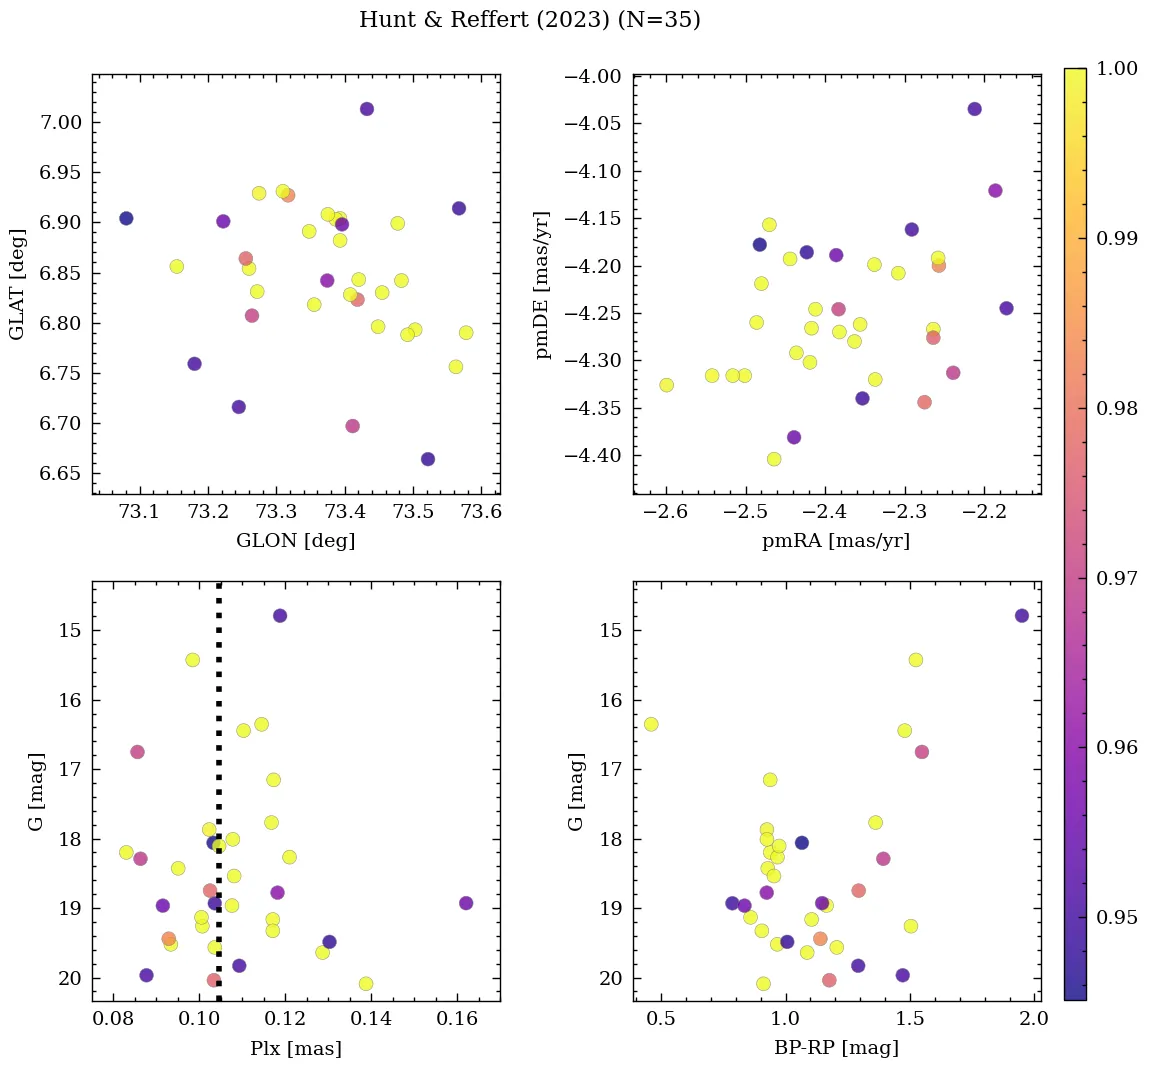 Hunt & Reffert (2023) (N=35)
7.00
6.95
6.90
6.85
6.80
6.75
6.70
6.65
GLAT [deg]
73.1 73.2 73.3 73.4 73.5 73.6
GLON [deg]
−4.00
−4.05
−4.10
−4.15
−4.20
−4.25
−4.30
−4.35
−4.40
pmDE [mas/yr]
−2.6 −2.5 −2.4 −2.3 −2.2
pmRA [mas/yr]
15
16
17
18
19
20
G [mag]
0.08 0.10 0.12 0.14 0.16
Plx [mas]
15
16
17
18
19
20
G [mag]
0.5 1.0 1.5 2.0
BP-RP [mag]
1.00
0.99
0.98
0.97
0.96
0.95